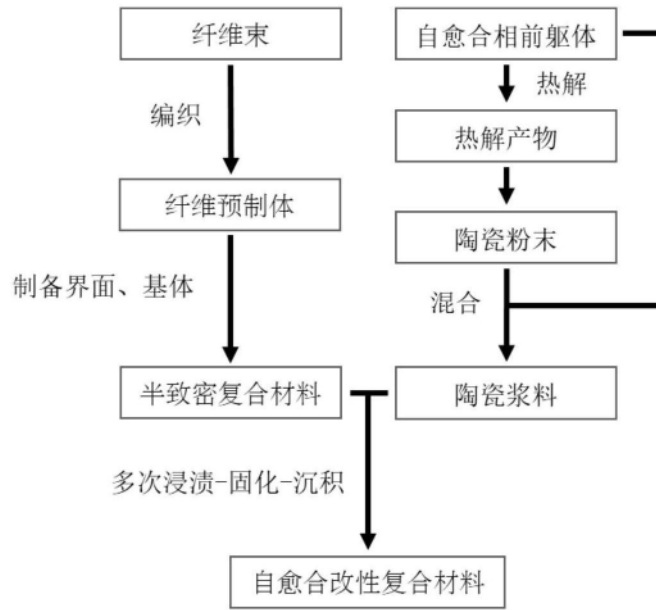 纤维束
自愈合相前躯体
热解
编织
热解产物
纤维预制体
陶瓷粉末
制备界面、基体
混合
半致密复合材料
陶瓷浆料
多次浸渍-固化-沉积
自愈合改性复合材料